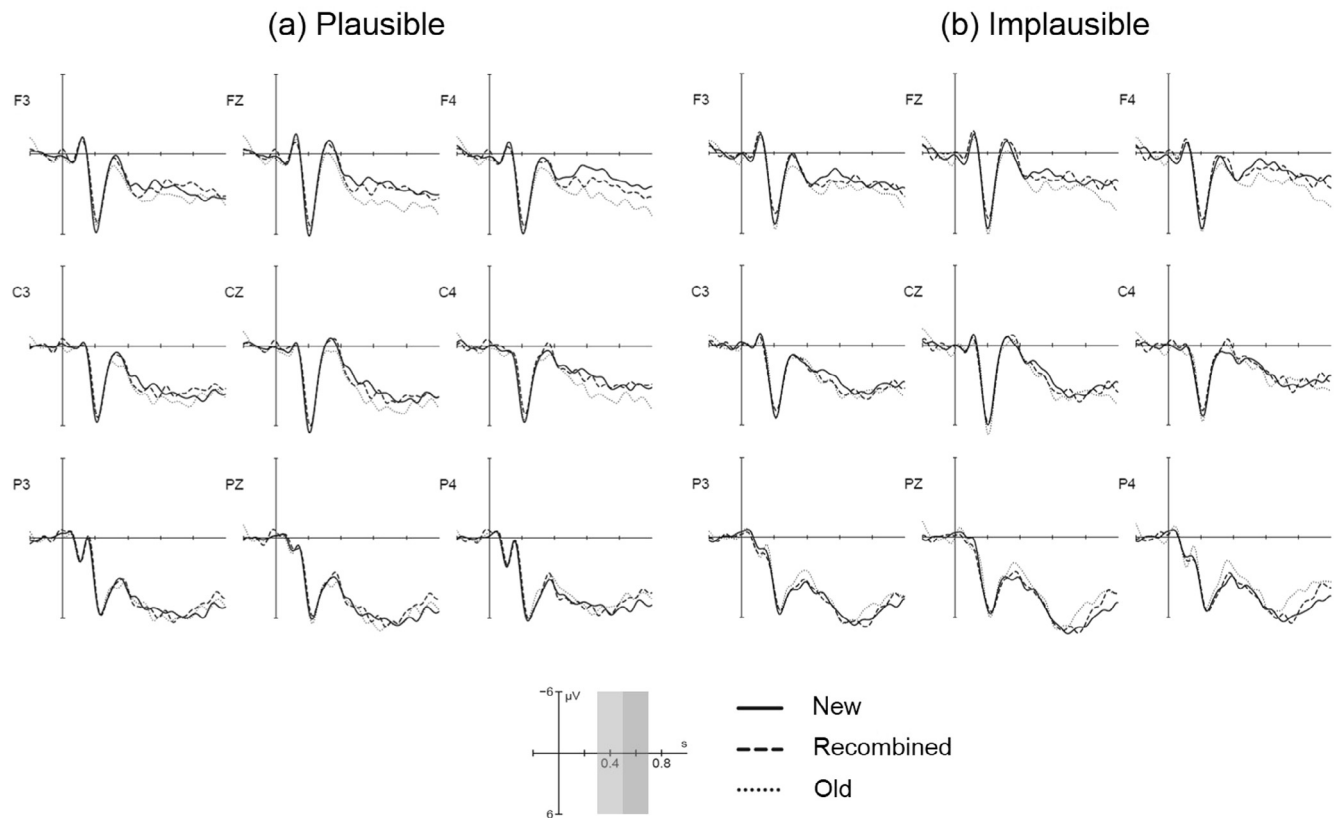 (a) Plausible
(b) Implausible
F3 FZ F4 F3 FZ F4
C3 CZ C4 C3 CZ C4
P3 PZ P4 P3 PZ P4
−6 µV
s
0.4 0.8
6
New
Recombined
Old